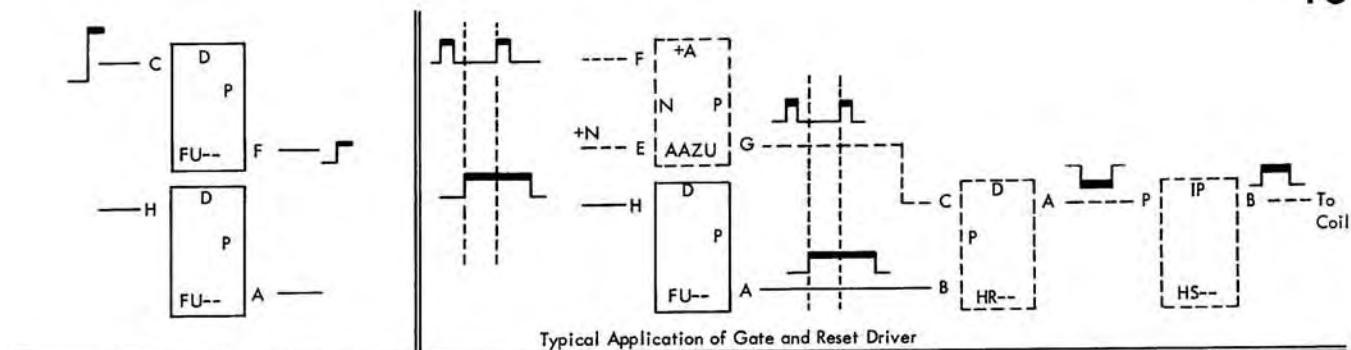 C
D
P
FU--
F
H
D
P
FU--
A
F
+A
N
P
+N
E
AAZU
G
H
D
P
FU--
A
C
D
P
B
HR--
A
P
IP
HS--
B
To
Coil
Typical Application of Gate and Reset Driver